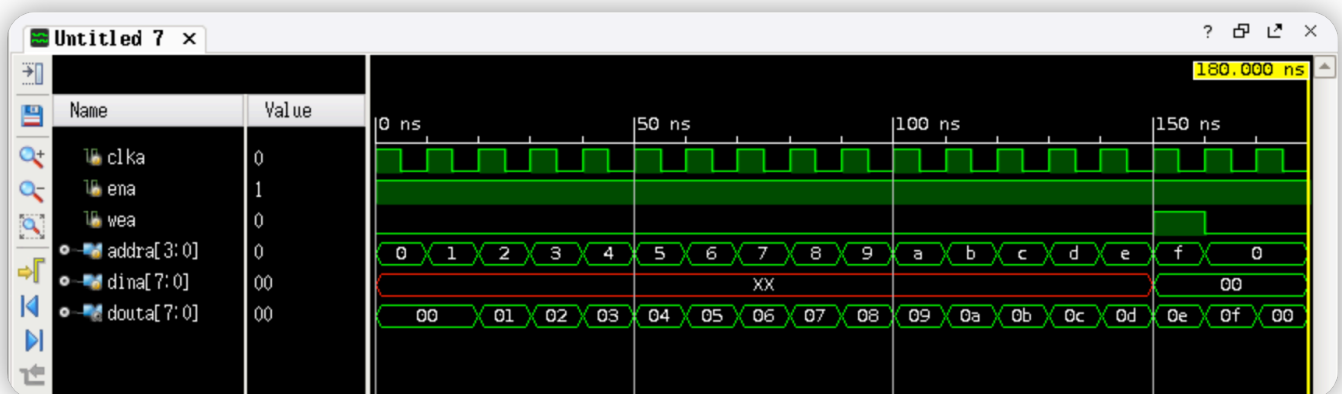 Untitled 7 ×
?
180.000 ns
Name Value
0 ns 50 ns 100 ns 150 ns
clka 0
ena 1
wea 0
addra[3:0] 0 0 1 2 3 4 5 6 7 8 9 a b c d e f 0
dina[7:0] 00 XX 00
douta[7:0] 00 00 01 02 03 04 05 06 07 08 09 0a 0b 0c 0d 0e 0f 00